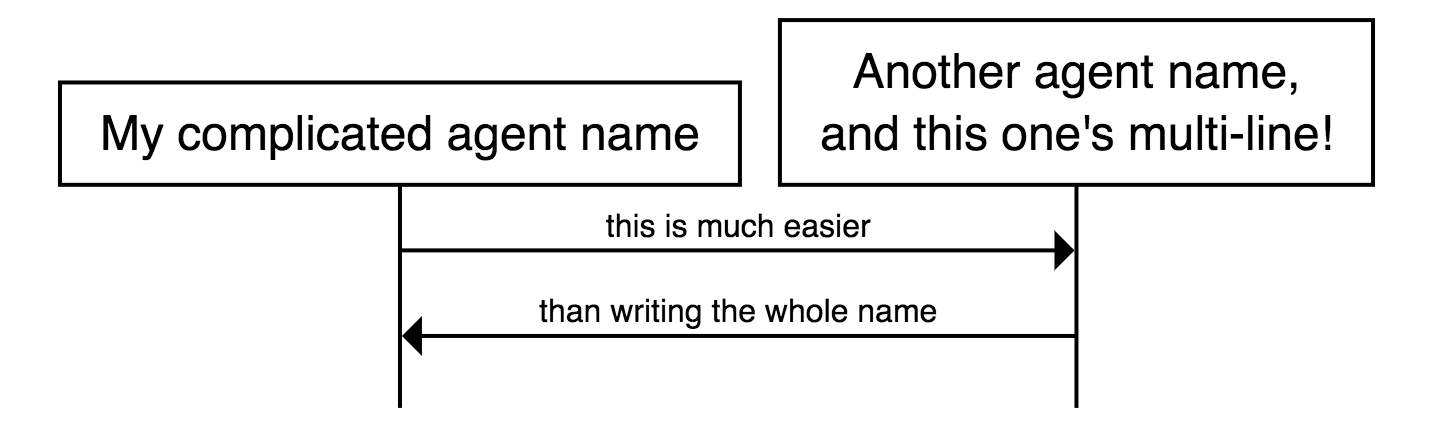 My complicated agent name
Another agent name,
and this one's multi-line!
this is much easier
than writing the whole name